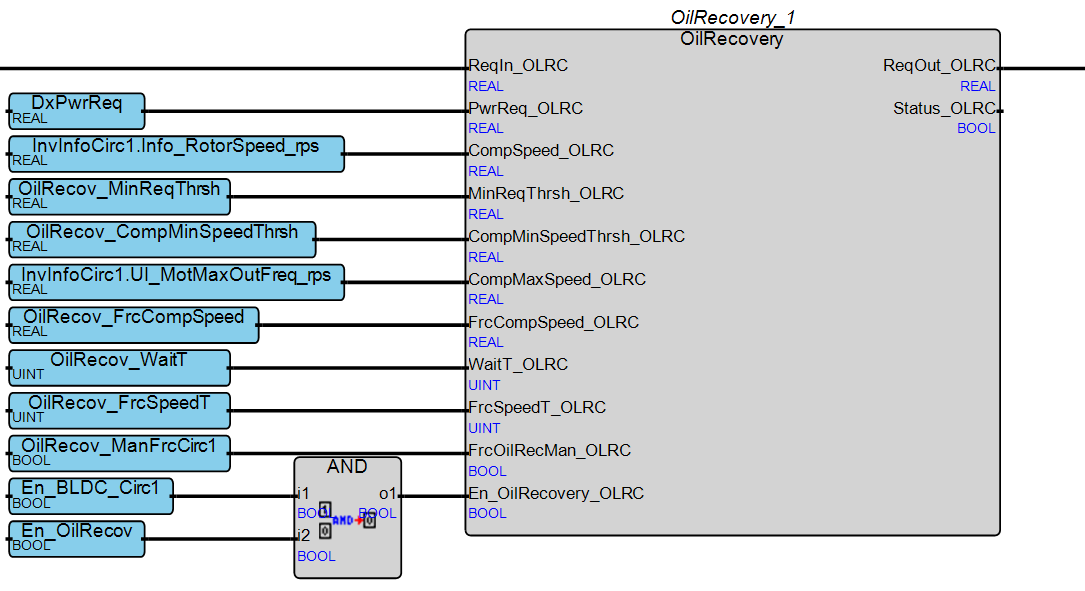 OilRecovery_1
OilRecovery
ReqIn_OLRC ReqOut_OLRC
REAL REAL
DxPwrReq PwrReq_OLRC Status_OLRC
REAL REAL BOOL
InvInfoCirc1.Info_RotorSpeed_rps CompSpeed_OLRC
REAL REAL
OilRecov_MinReqThrsh MinReqThrsh_OLRC
REAL REAL
OilRecov_CompMinSpeedThrsh CompMinSpeedThrsh_OLRC
REAL REAL
InvInfoCirc1.UI_MotMaxOutFreq_rps CompMaxSpeed_OLRC
REAL REAL
OilRecov_FrcCompSpeed FrcCompSpeed_OLRC
REAL REAL
OilRecov_WaitT WaitT_OLRC
UINT UINT
OilRecov_FrcSpeedT FrcSpeedT_OLRC
UINT UINT
OilRecov_ManFrcCirc1 FrcOilRecMan_OLRC
BOOL BOOL
AND
En_BLDC_Circ1 i1 o1 En_OilRecovery_OLRC
BOOL BOOL BOOL BOOL
1
AND 0
0
En_OilRecov i2
BOOL BOOL